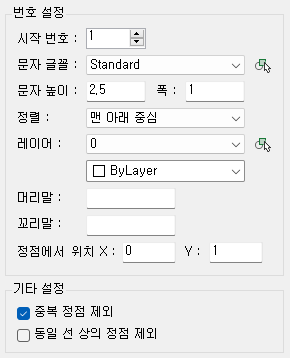 번호 설정
시작 번호 : 1
문자 글꼴 : Standard
문자 높이 : 2.5 폭 : 1
정렬 : 맨 아래 중심
레이어 : 0
ByLayer
머리말 :
꼬리말 :
정점에서 위치 X : 0 Y : 1
기타 설정
중복 정점 제외
동일 선 상의 정점 제외